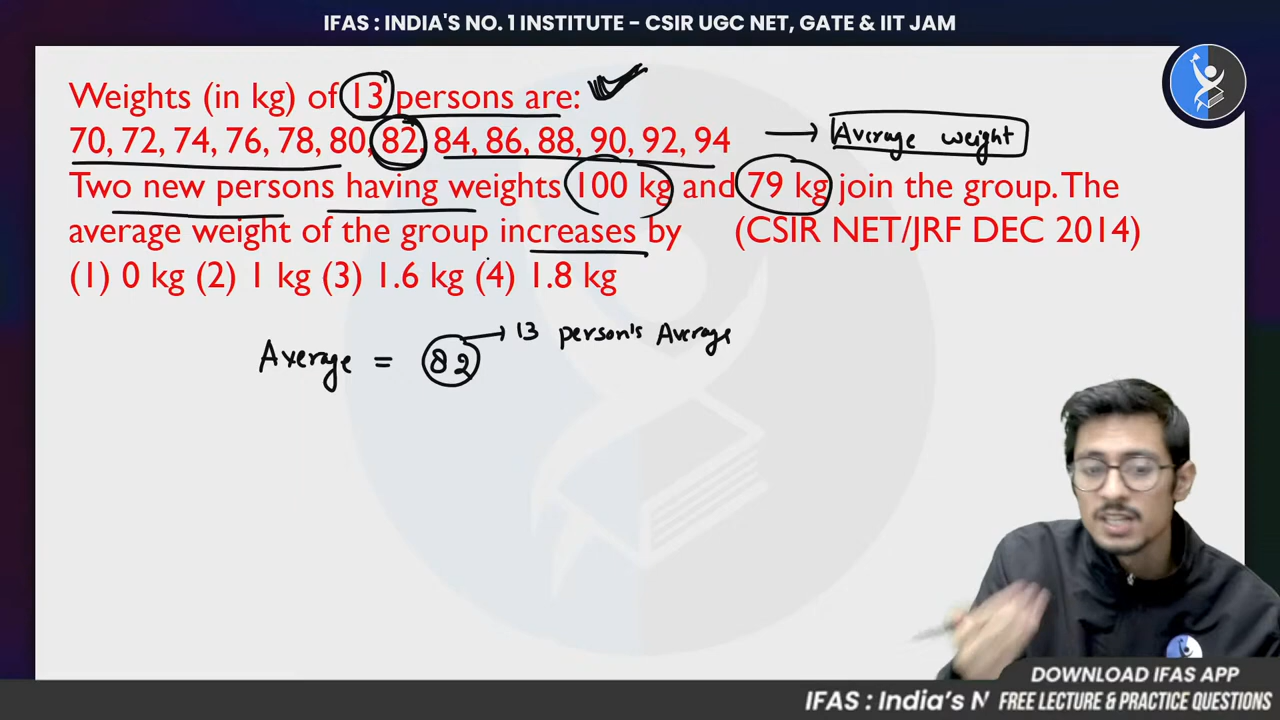 IFAS : INDIA'S NO. 1 INSTITUTE - CSIR UGC NET, GATE & IIT JAM
Weights (in kg) of 13 persons are:
70, 72, 74, 76, 78, 80, 82, 84, 86, 88, 90, 92, 94 Average weight
Two new persons having weights 100 kg and 79 kg join the group. The
average weight of the group increases by (CSIR NET/JRF DEC 2014)
(1) 0 kg (2) 1 kg (3) 1.6 kg (4) 1.8 kg
Average = 82 13 person's Average
DOWNLOAD IFAS APP
IFAS : India's N FREE LECTURE & PRACTICE QUESTIONS